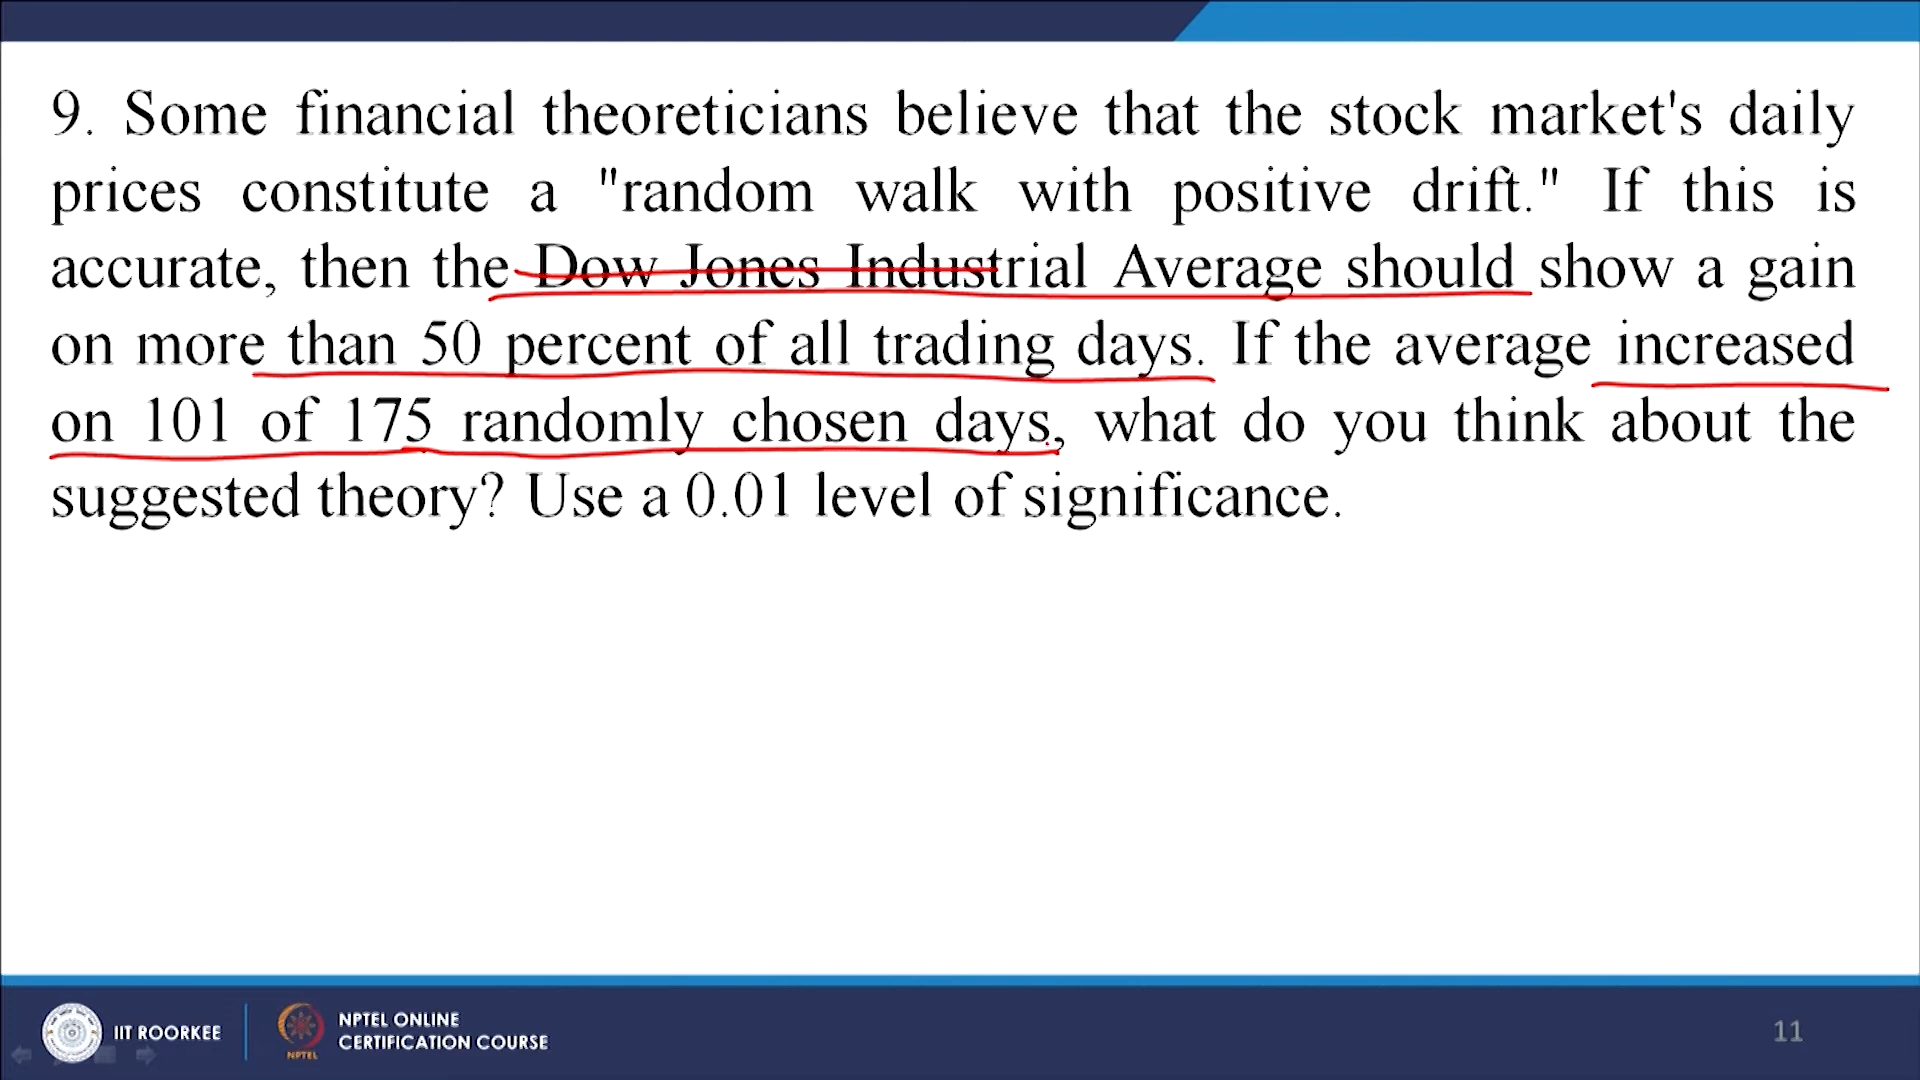 9. Some financial theoreticians believe that the stock market's daily
prices constitute a "random walk with positive drift." If this is
accurate, then the Dow Jones Industrial Average should show a gain
on more than 50 percent of all trading days. If the average increased
on 101 of 175 randomly chosen days, what do you think about the
suggested theory? Use a 0.01 level of significance.
IIT ROORKEE
NPTEL
NPTEL ONLINE
CERTIFICATION COURSE
11